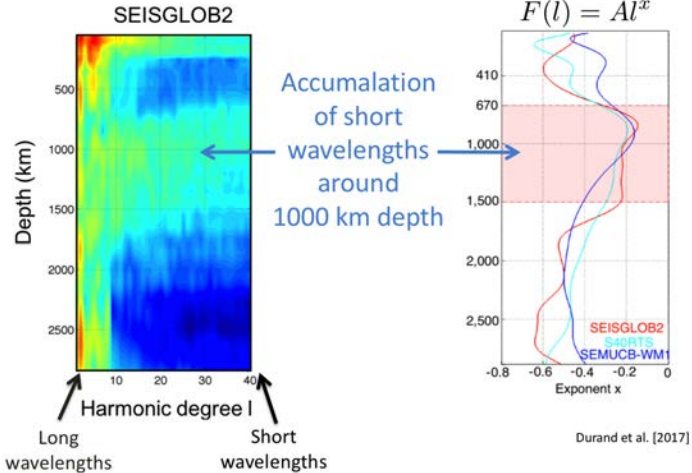 SEISGLOB2
F(l) = Al^x
Depth (km)
500
1000
1500
2000
2500
10
20
30
40
Harmonic degree l
Long
wavelengths
Short
wavelengths
Accumalation
of short
wavelengths
around
1000 km depth
410
670
1,000
1,500
2,000
2,500
SEISGLOB2
S40RTS
SEMUCB-WM1
-0.8
-0.6
-0.4
-0.2
0
Exponent x
Durand et al. [2017]